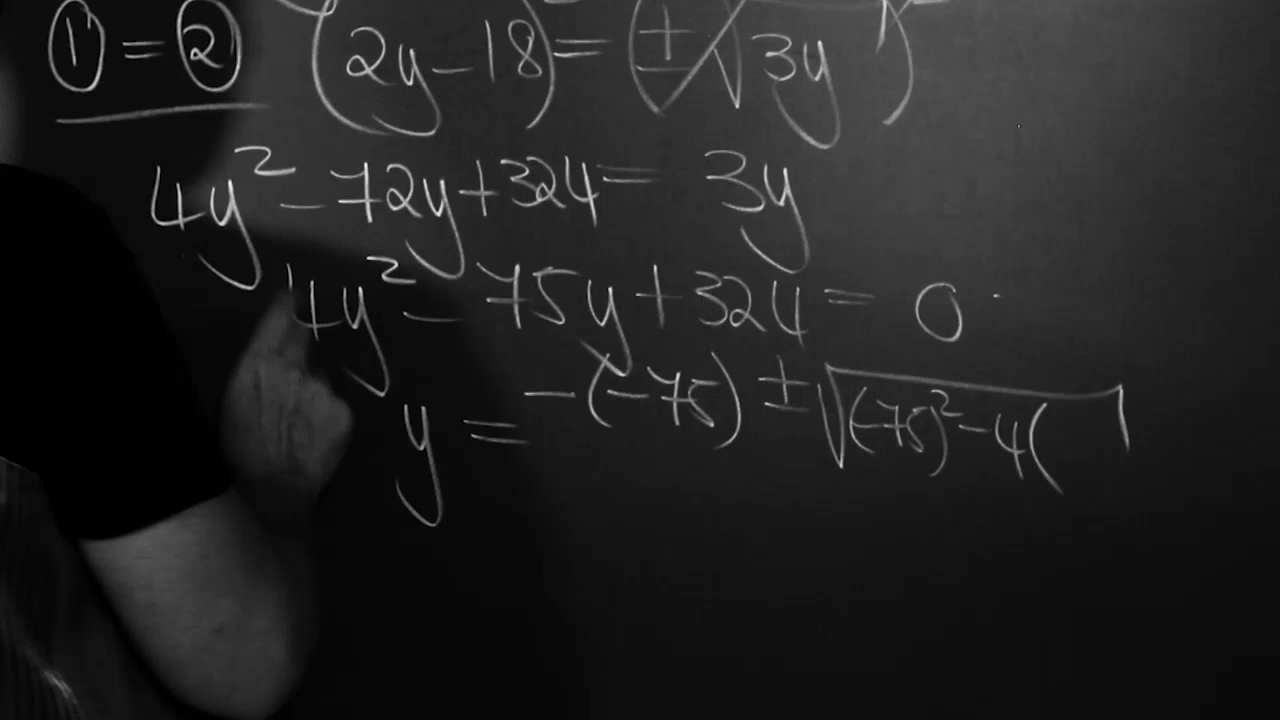 ① = ② (2y - 18) = (± √3y)
4y² - 72y + 324 = 3y
4y² - 75y + 324 = 0
y = -(-75) ± √(-75)² - 4(